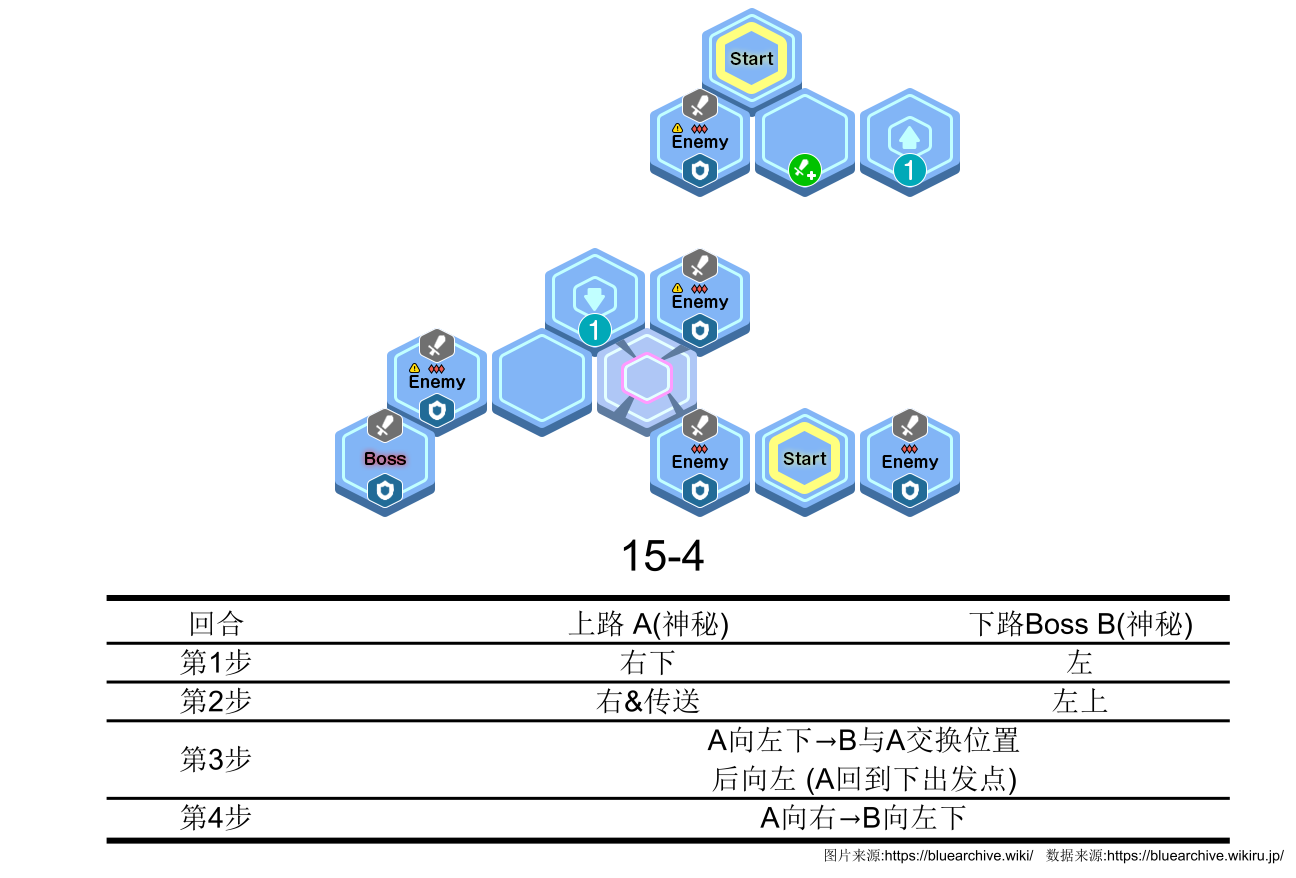 Start
Enemy
1
1
Enemy
Enemy
Boss
Enemy
Start
Enemy
15-4
回合 上路 A(神秘) 下路Boss B(神秘)
第1步 右下 左
第2步 右&传送 左上
第3步 A向左下→B与A交换位置
后向左 (A回到下出发点)
第4步 A向右→B向左下
图片来源:https://bluearchive.wiki/ 数据来源:https://bluearchive.wikiru.jp/